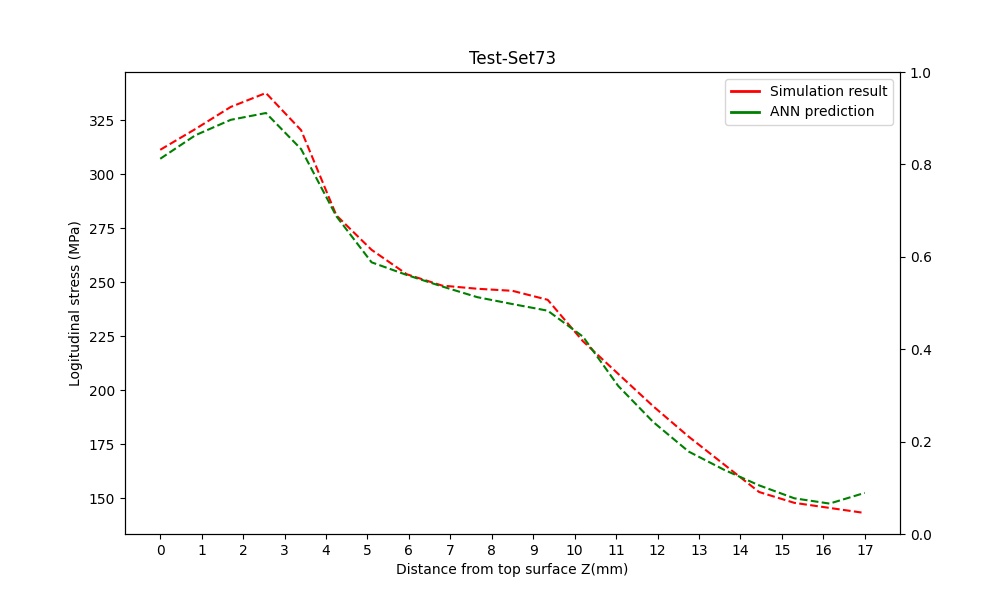 Test-Set73
Simulation result
ANN prediction
Logitudinal stress (MPa)
325
300
275
250
225
200
175
150
1.0
0.8
0.6
0.4
0.2
0.0
0 1 2 3 4 5 6 7 8 9 10 11 12 13 14 15 16 17
Distance from top surface Z(mm)